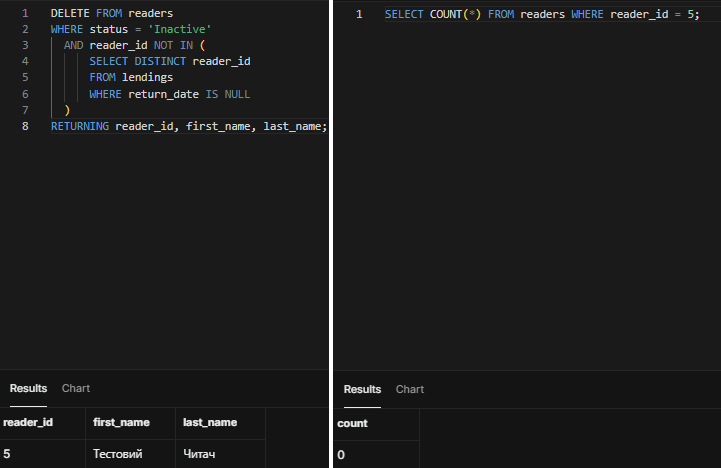 1 DELETE FROM readers
2 WHERE status = 'Inactive'
3 AND reader_id NOT IN (
4 SELECT DISTINCT reader_id
5 FROM lendings
6 WHERE return_date IS NULL
7 )
8 RETURNING reader_id, first_name, last_name;
Results Chart
reader_id first_name last_name
5 Тестовий Читач
1 SELECT COUNT(*) FROM readers WHERE reader_id = 5;
Results Chart
count
0